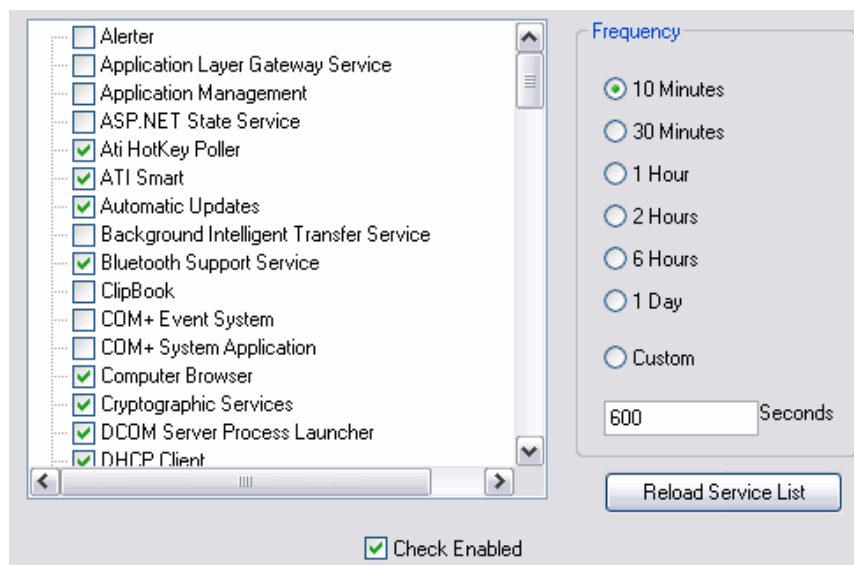 Alerter
Application Layer Gateway Service
Application Management
ASP.NET State Service
Ati HotKey Poller
ATI Smart
Automatic Updates
Background Intelligent Transfer Service
Bluetooth Support Service
ClipBook
COM+ Event System
COM+ System Application
Computer Browser
Cryptographic Services
DCOM Server Process Launcher
DHCP Client
Frequency
10 Minutes
30 Minutes
1 Hour
2 Hours
6 Hours
1 Day
Custom
600 Seconds
Reload Service List
Check Enabled